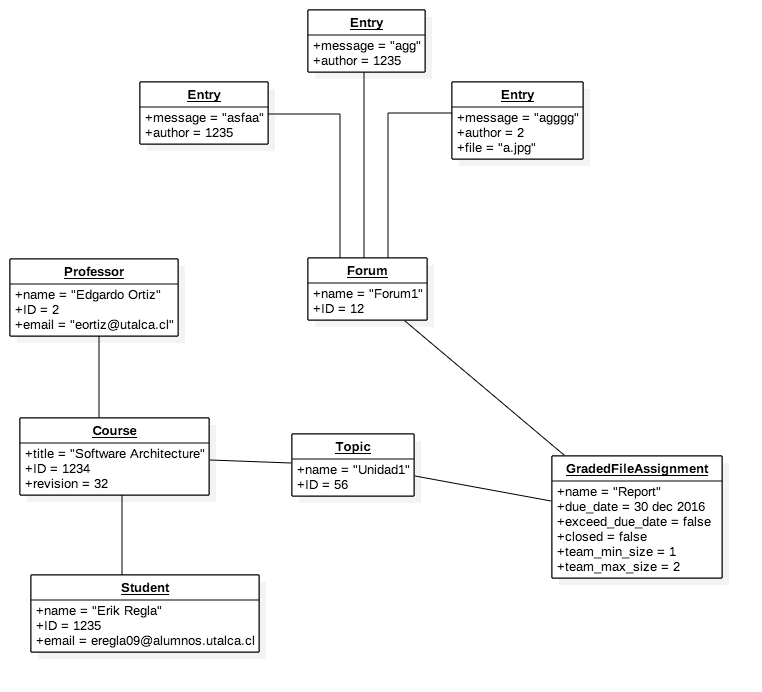 Entry
+message = "agg"
+author = 1235
Entry
+message = "asfaa"
+author = 1235
Entry
+message = "agggg"
+author = 2
+file = "a.jpg"
Professor
+name = "Edgardo Ortiz"
+ID = 2
+email = "eortiz@utalca.cl"
Forum
+name = "Forum1"
+ID = 12
Course
+title = "Software Architecture"
+ID = 1234
+revision = 32
Topic
+name = "Unidad1"
+ID = 56
GradedFileAssignment
+name = "Report"
+due_date = 30 dec 2016
+exceed_due_date = false
+closed = false
+team_min_size = 1
+team_max_size = 2
Student
+name = "Erik Regla"
+ID = 1235
+email = eregla09@alumnos.utalca.cl